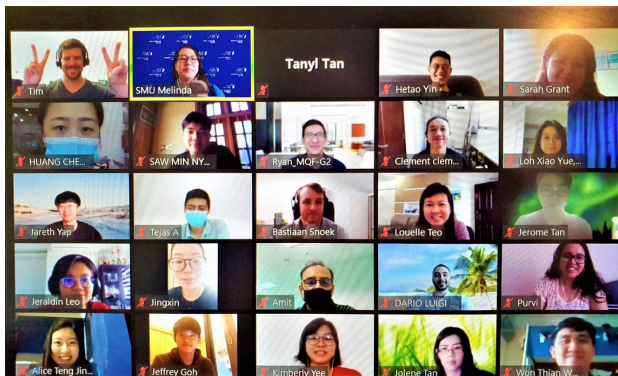 Tim
SMU Melinda
Tanyi Tan
Hetao Yin
Sarah Grant
HUANG CHE...
SAW MIN NY...
Ryan_MQF-G2
Clement clem...
Loh Xiao Yue,...
Jareth Yap
Tejas A
Bastiaan Snoek
Louelle Teo
Jerome Tan
Jeraldin Leo
Jingxin
Amit
DARIO LUIGI ...
Purvi
Alice Teng Jin...
Jeffrey Goh
Kimberly Yee
Jolene Tan
Won Thian W...